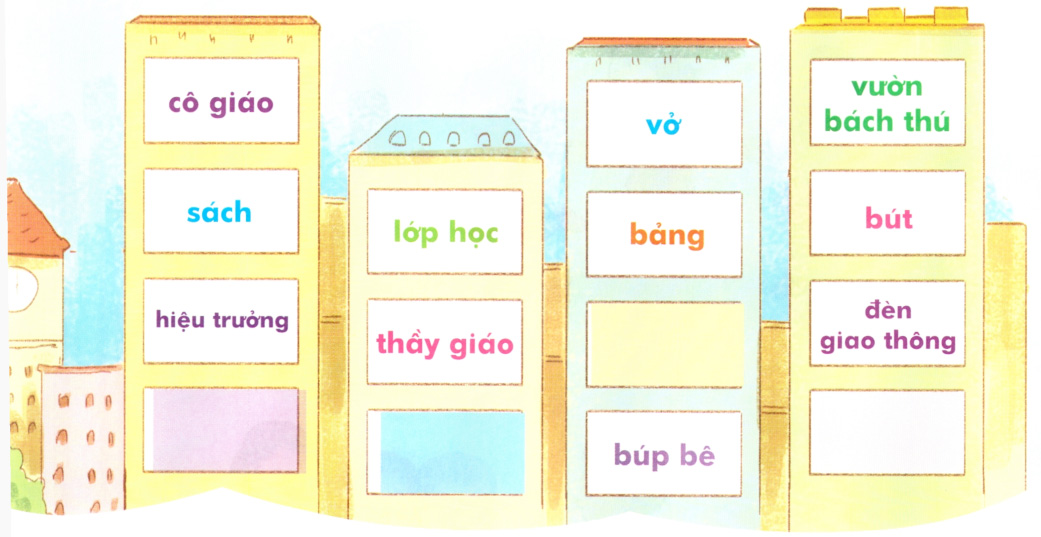 cô giáo
sách
hiệu trưởng
lớp học
thầy giáo
vở
bảng
búp bê
vườn
bách thú
bút
đèn
giao thông